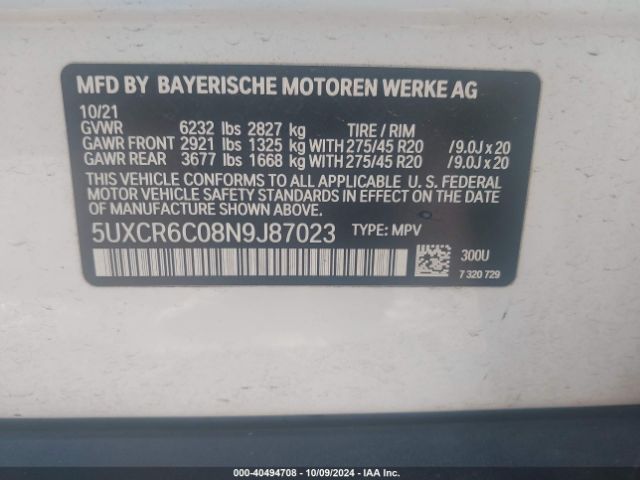 MFD BY BAYERISCHE MOTOREN WERKE AG
10/21
GVWR 6232 lbs 2827 kg TIRE / RIM
GAWR FRONT 2921 lbs 1325 kg WITH 275/45 R20 / 9.0J x 20
GAWR REAR 3677 lbs 1668 kg WITH 275/45 R20 / 9.0J x 20
THIS VEHICLE CONFORMS TO ALL APPLICABLE U. S. FEDERAL
MOTOR VEHICLE SAFETY STANDARDS IN EFFECT ON THE DATE OF
MANUFACTURE SHOWN ABOVE.
5UXCR6C08N9J87023 TYPE: MPV
300U
7 320 729
000-40494708 - 10/09/2024 - IAA Inc. Copyright